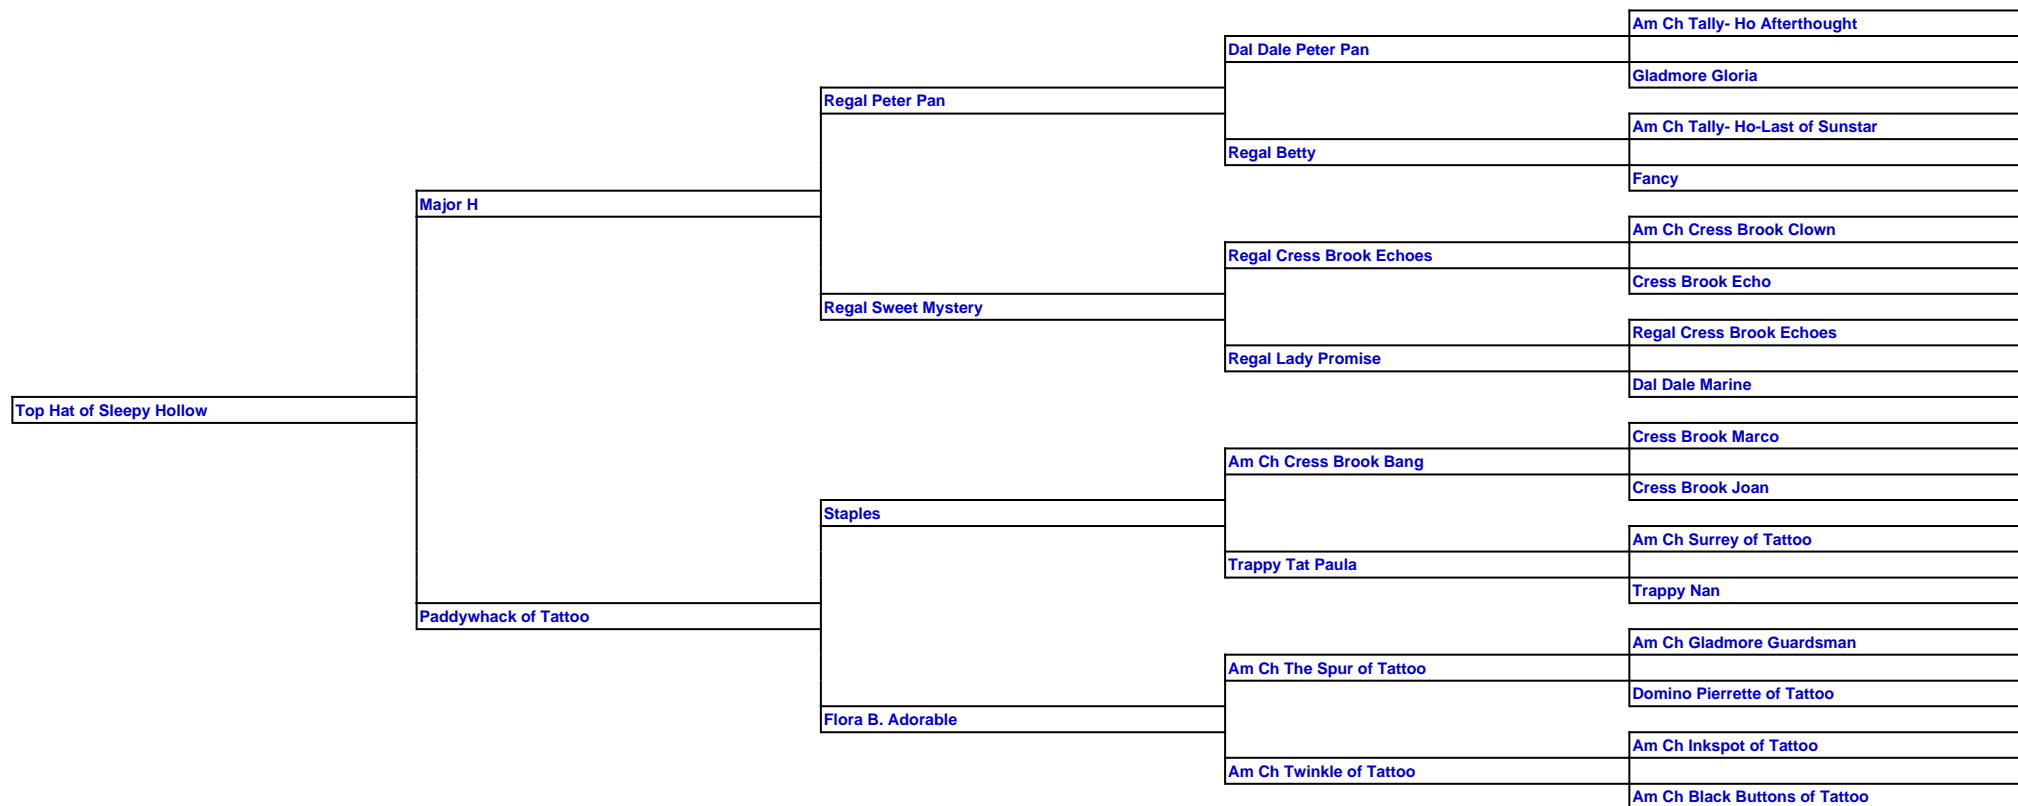 Am Ch Tally- Ho Afterthought
Dal Dale Peter Pan
Gladmore Gloria
Regal Peter Pan
Am Ch Tally- Ho-Last of Sunstar
Regal Betty
Fancy
Major H
Am Ch Cress Brook Clown
Regal Cress Brook Echoes
Cress Brook Echo
Regal Sweet Mystery
Regal Cress Brook Echoes
Regal Lady Promise
Dal Dale Marine
Top Hat of Sleepy Hollow
Cress Brook Marco
Am Ch Cress Brook Bang
Cress Brook Joan
Staples
Am Ch Surrey of Tattoo
Trappy Tat Paula
Trappy Nan
Paddywhack of Tattoo
Am Ch Gladmore Guardsman
Am Ch The Spur of Tattoo
Domino Pierrette of Tattoo
Flora B. Adorable
Am Ch Inkspot of Tattoo
Am Ch Twinkle of Tattoo
Am Ch Black Buttons of Tattoo